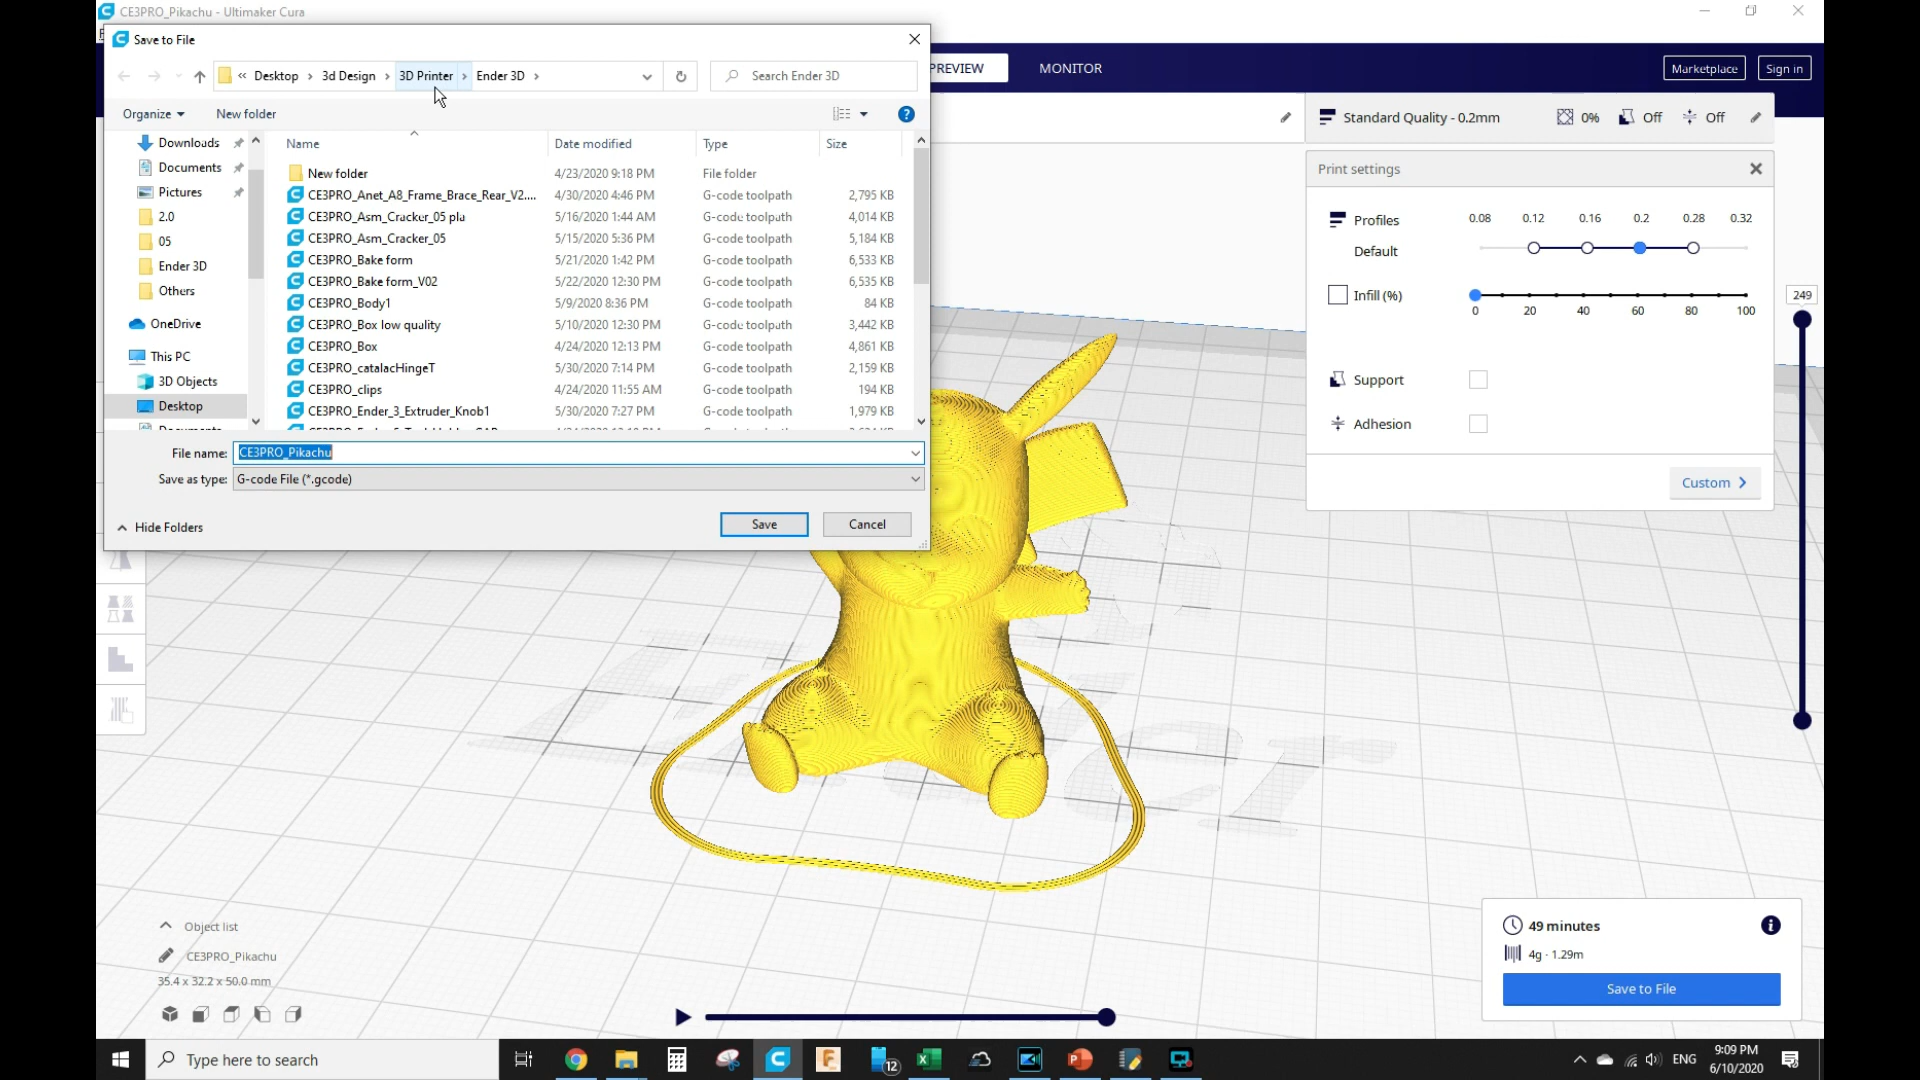 CE3PRO_Pikachu - Ultimaker Cura
Save to File
« Desktop › 3d Design › 3D Printer › Ender 3D ›
Search Ender 3D
PREVIEW
MONITOR
Marketplace
Sign in
Organize
New folder
Standard Quality - 0.2mm
0%
Off
Off
Name
Date modified
Type
Size
Downloads
Documents
Pictures
2.0
05
Ender 3D
Others
OneDrive
This PC
3D Objects
Desktop
New folder 4/23/2020 9:18 PM File folder
CE3PRO_Anet_A8_Frame_Brace_Rear_V2.... 4/30/2020 4:46 PM G-code toolpath 2,795 KB
CE3PRO_Asm_Cracker_05 pla 5/16/2020 1:44 AM G-code toolpath 4,014 KB
CE3PRO_Asm_Cracker_05 5/15/2020 5:36 PM G-code toolpath 5,184 KB
CE3PRO_Bake form 5/21/2020 1:42 PM G-code toolpath 6,533 KB
CE3PRO_Bake form_V02 5/22/2020 12:30 PM G-code toolpath 6,535 KB
CE3PRO_Body1 5/9/2020 8:36 PM G-code toolpath 84 KB
CE3PRO_Box low quality 5/10/2020 12:30 PM G-code toolpath 3,442 KB
CE3PRO_Box 4/24/2020 12:13 PM G-code toolpath 4,861 KB
CE3PRO_catalacHingeT 5/30/2020 7:14 PM G-code toolpath 2,159 KB
CE3PRO_clips 4/24/2020 11:55 AM G-code toolpath 194 KB
CE3PRO_Ender_3_Extruder_Knob1 5/30/2020 7:27 PM G-code toolpath 1,979 KB
File name: CE3PRO_Pikachu
Save as type: G-code File (*.gcode)
Hide Folders
Save
Cancel
Print settings
Profiles
0.08 0.12 0.16 0.2 0.28 0.32
Default
Infill (%)
0 20 40 60 80 100
Support
Adhesion
Custom
249
Object list
CE3PRO_Pikachu
35.4 x 32.2 x 50.0 mm
49 minutes
4g · 1.29m
Save to File
Type here to search
12
ENG
9:09 PM
6/10/2020